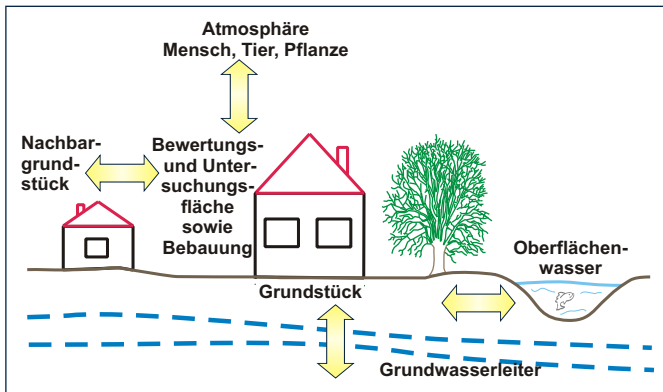 Atmosphäre
Mensch, Tier, Pflanze
Nachbar-
grund-
stück
Bewertungs-
und Unter-
suchungs-
fläche
sowie
Bebauung
Oberflächen-
wasser
Grundstück
Grundwasserleiter